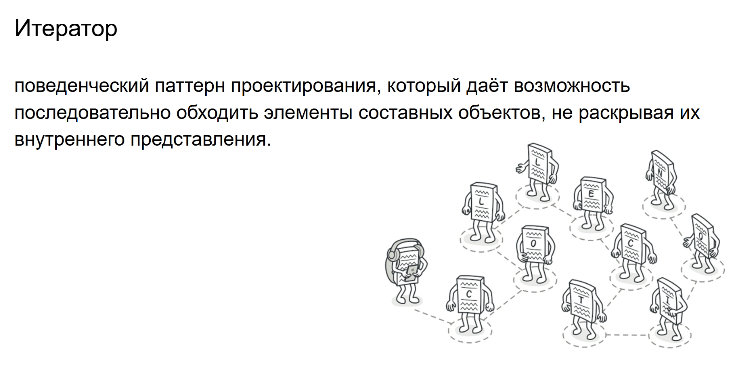 Итератор
поведенческий паттерн проектирования, который даёт возможность
последовательно обходить элементы составных объектов, не раскрывая их
внутреннего представления.
L
N
L
E
O
C
O
C
T
I